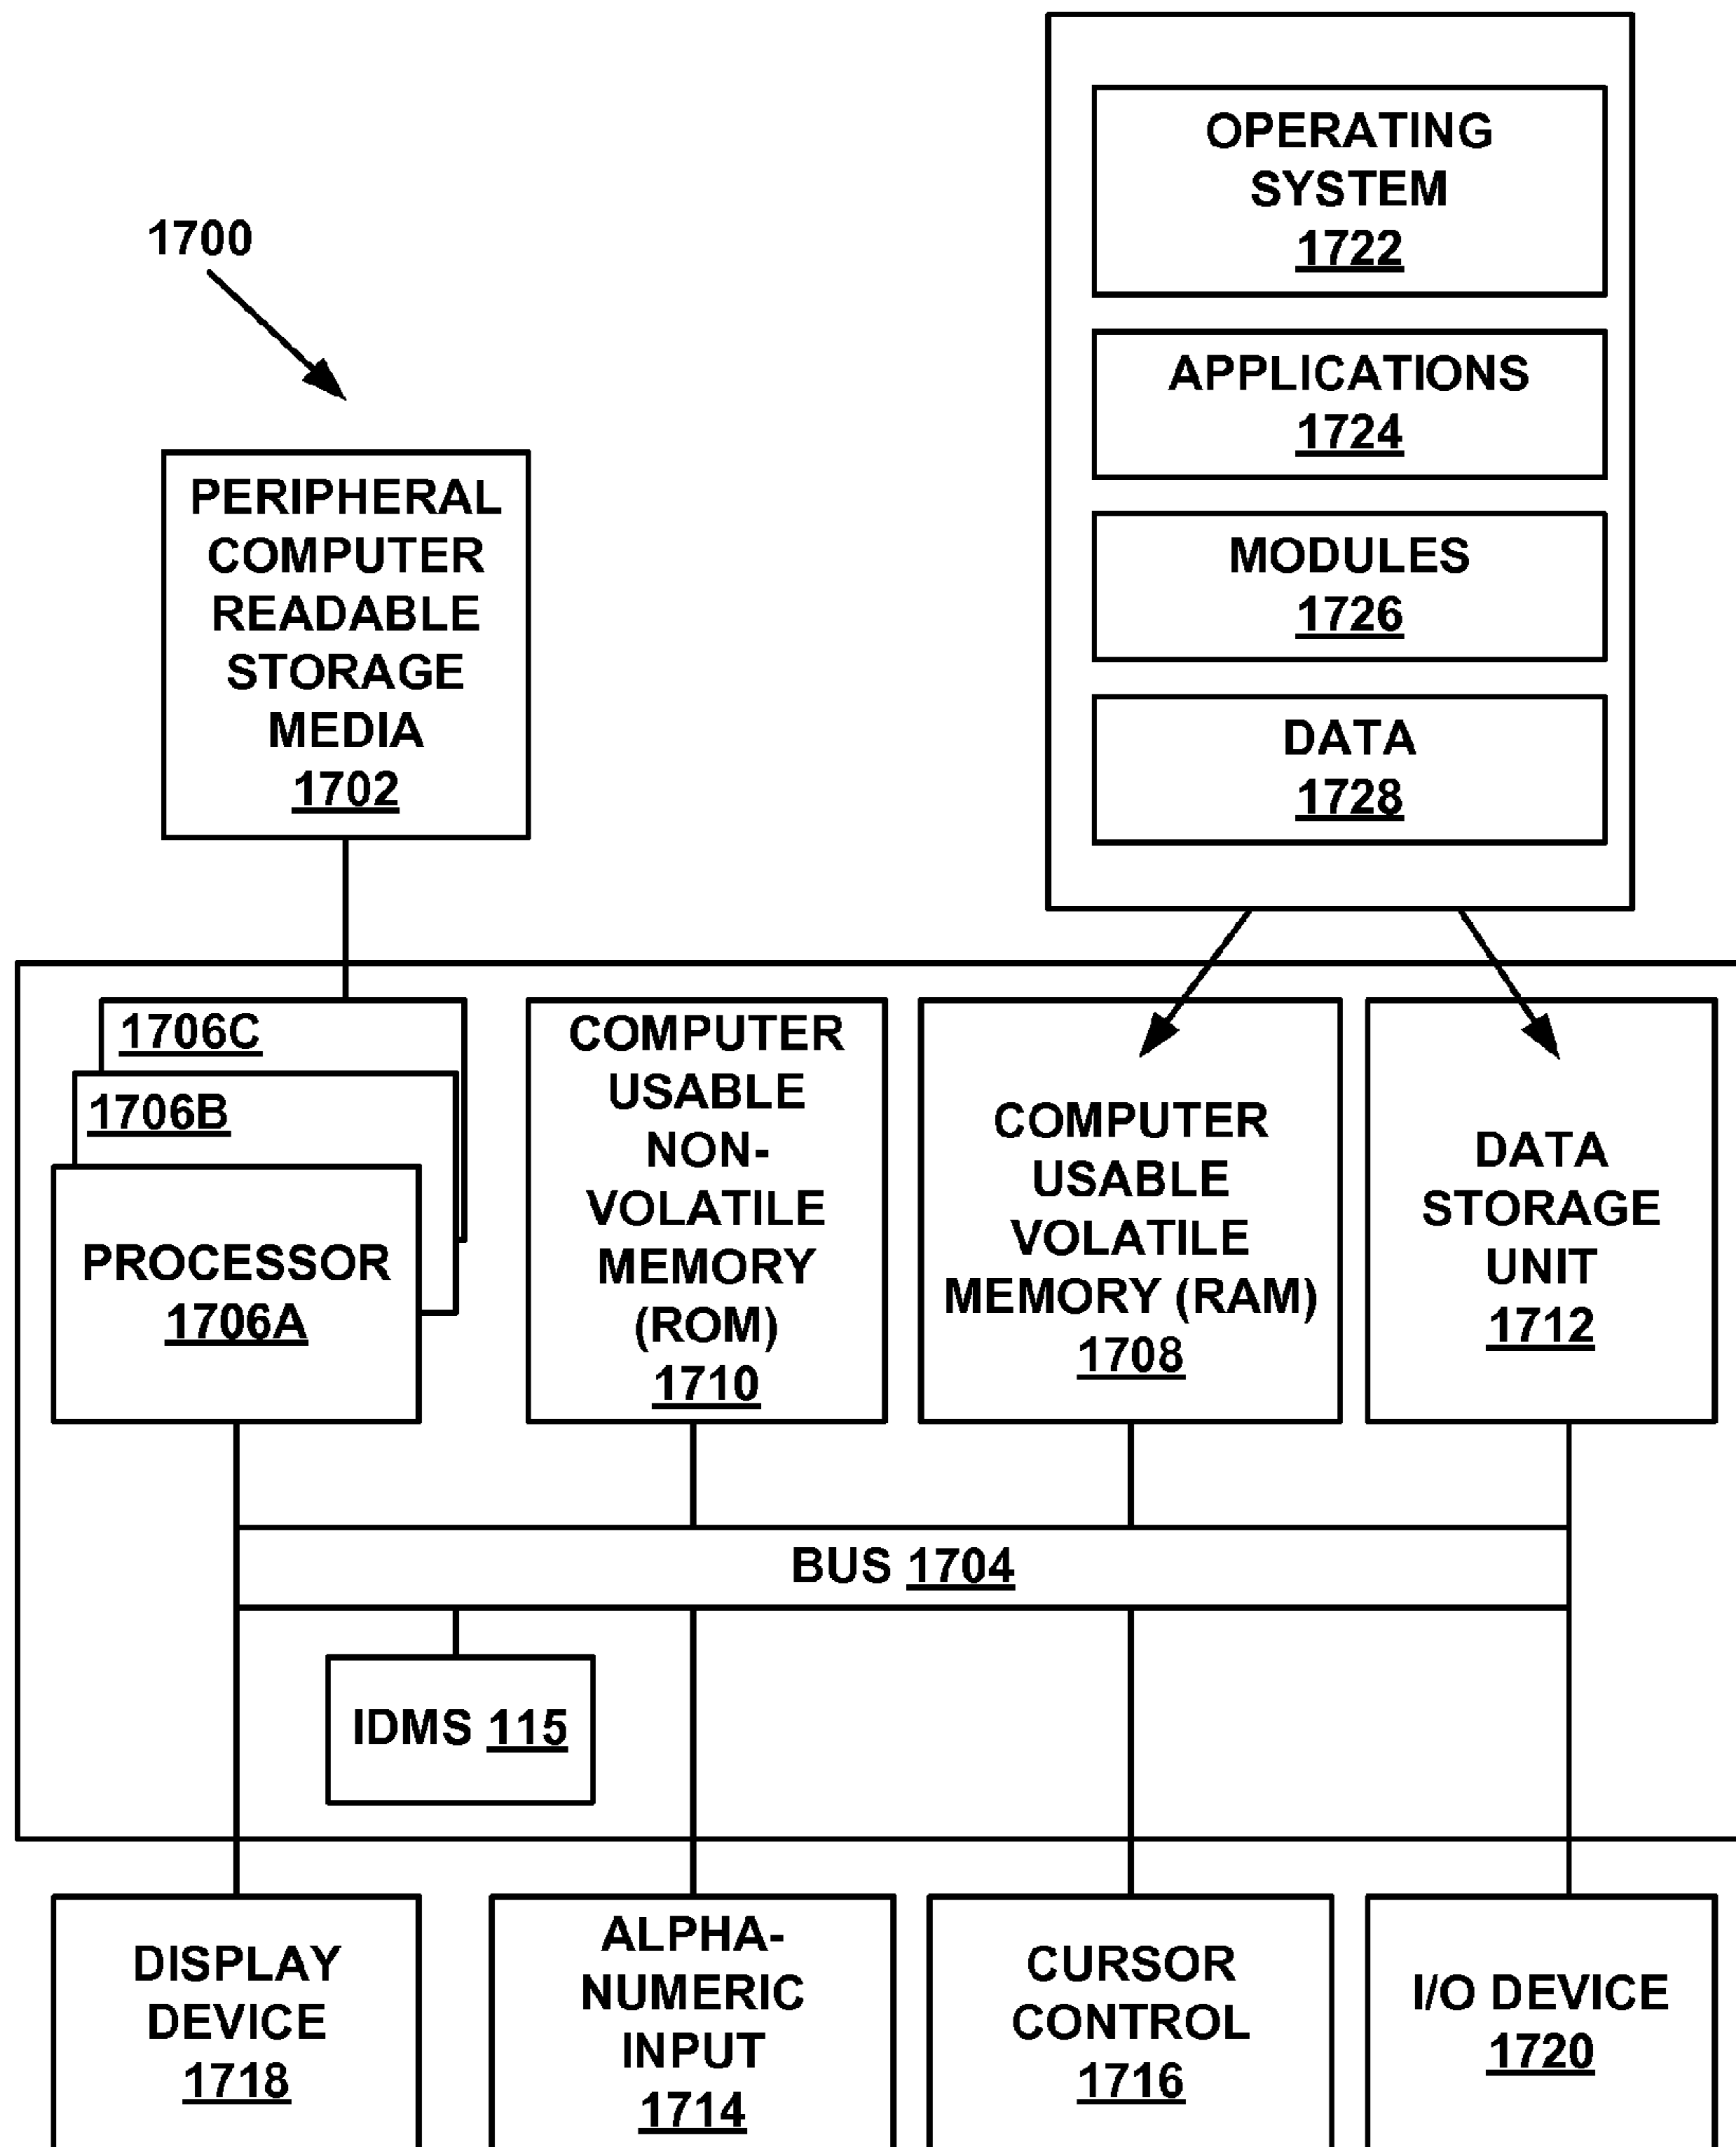 1700
OPERATING
SYSTEM
1722
APPLICATIONS
1724
MODULES
1726
DATA
1728
PERIPHERAL
COMPUTER
READABLE
STORAGE
MEDIA
1702
1706C
1706B
PROCESSOR
1706A
COMPUTER
USABLE
NON-
VOLATILE
MEMORY
(ROM)
1710
COMPUTER
USABLE
VOLATILE
MEMORY (RAM)
1708
DATA
STORAGE
UNIT
1712
BUS 1704
IDMS 115
DISPLAY
DEVICE
1718
ALPHA-
NUMERIC
INPUT
1714
CURSOR
CONTROL
1716
I/O DEVICE
1720